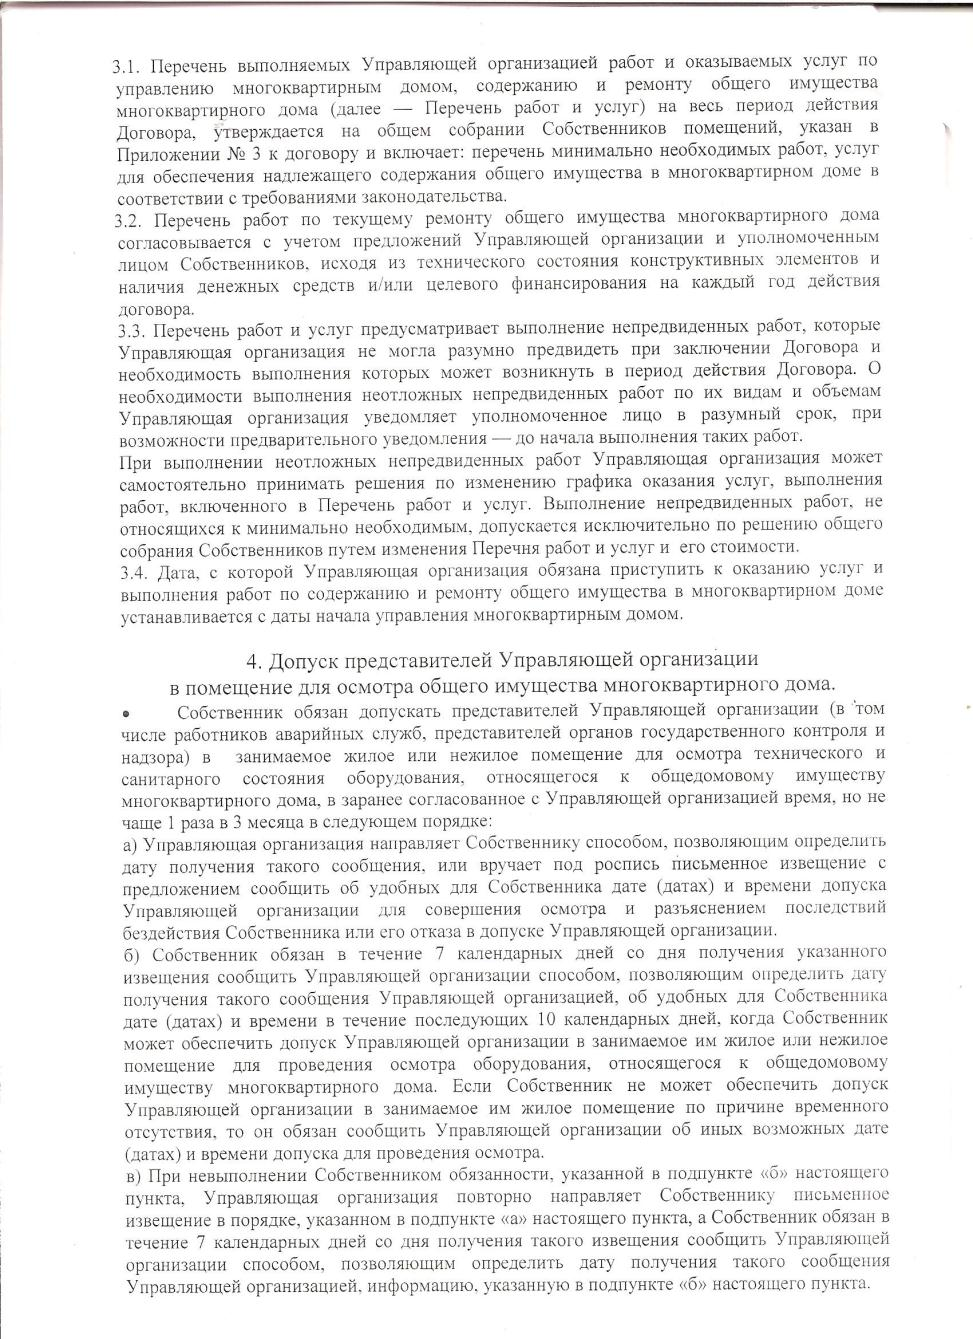 3.1. Перечень выполняемых Управляющей организацией работ и оказываемых услуг по
управлению многоквартирным домом, содержанию и ремонту общего имущества
многоквартирного дома (далее — Перечень работ и услуг) на весь период действия
Договора, утверждается на общем собрании Собственников помещений, указан в
Приложении № 3 к договору и включает: перечень минимально необходимых работ, услуг
для обеспечения надлежащего содержания общего имущества в многоквартирном доме в
соответствии с требованиями законодательства.
3.2. Перечень работ по текущему ремонту общего имущества многоквартирного дома
согласовывается с учетом предложений Управляющей организации и уполномоченным
лицом Собственников, исходя из технического состояния конструктивных элементов и
наличия денежных средств и/или целевого финансирования на каждый год действия
договора.
3.3. Перечень работ и услуг предусматривает выполнение непредвиденных работ, которые
Управляющая организация не могла разумно предвидеть при заключении Договора и
необходимость выполнения которых может возникнуть в период действия Договора. О
необходимости выполнения неотложных непредвиденных работ по их видам и объемам
Управляющая организация уведомляет уполномоченное лицо в разумный срок, при
возможности предварительного уведомления — до начала выполнения таких работ.
При выполнении неотложных непредвиденных работ Управляющая организация может
самостоятельно принимать решения по изменению графика оказания услуг, выполнения
работ, включенного в Перечень работ и услуг. Выполнение непредвиденных работ, не
относящихся к минимально необходимым, допускается исключительно по решению общего
собрания Собственников путем изменения Перечня работ и услуг и его стоимости.
3.4. Дата, с которой Управляющая организация обязана приступить к оказанию услуг и
выполнения работ по содержанию и ремонту общего имущества в многоквартирном доме
устанавливается с даты начала управления многоквартирным домом.
4. Допуск представителей Управляющей организации
в помещение для осмотра общего имущества многоквартирного дома.
• Собственник обязан допускать представителей Управляющей организации (в том
числе работников аварийных служб, представителей органов государственного контроля и
надзора) в занимаемое жилое или нежилое помещение для осмотра технического и
санитарного состояния оборудования, относящегося к общедомовому имуществу
многоквартирного дома, в заранее согласованное с Управляющей организацией время, но не
чаще 1 раза в 3 месяца в следующем порядке:
а) Управляющая организация направляет Собственнику способом, позволяющим определить
дату получения такого сообщения, или вручает под роспись письменное извещение с
предложением сообщить об удобных для Собственника дате (датах) и времени допуска
Управляющей организации для совершения осмотра и разъяснением последствий
бездействия Собственника или его отказа в допуске Управляющей организации.
б) Собственник обязан в течение 7 календарных дней со дня получения указанного
извещения сообщить Управляющей организации способом, позволяющим определить дату
получения такого сообщения Управляющей организацией, об удобных для Собственника
дате (датах) и времени в течение последующих 10 календарных дней, когда Собственник
может обеспечить допуск Управляющей организации в занимаемое им жилое или нежилое
помещение для проведения осмотра оборудования, относящегося к общедомовому
имуществу многоквартирного дома. Если Собственник не может обеспечить допуск
Управляющей организации в занимаемое им жилое помещение по причине временного
отсутствия, то он обязан сообщить Управляющей организации об иных возможных дате
(датах) и времени допуска для проведения осмотра.
в) При невыполнении Собственником обязанности, указанной в подпункте «б» настоящего
пункта, Управляющая организация повторно направляет Собственнику письменное
извещение в порядке, указанном в подпункте «а» настоящего пункта, а Собственник обязан в
течение 7 календарных дней со дня получения такого извещения сообщить Управляющей
организации способом, позволяющим определить дату получения такого сообщения
Управляющей организацией, информацию, указанную в подпункте «б» настоящего пункта.